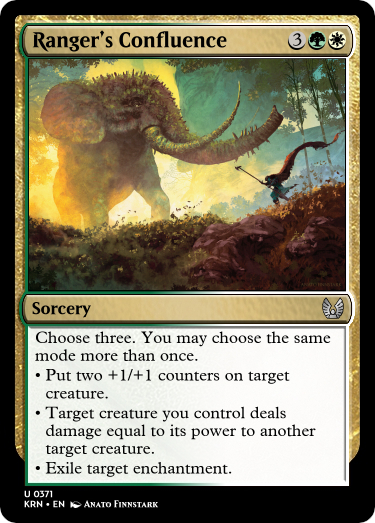 Ranger's Confluence 3
Sorcery
Choose three. You may choose the same
mode more than once.
• Put two +1/+1 counters on target
creature.
• Target creature you control deals
damage equal to its power to another
target creature.
• Exile target enchantment.
U 0371
KRN • EN Anato Finnstark